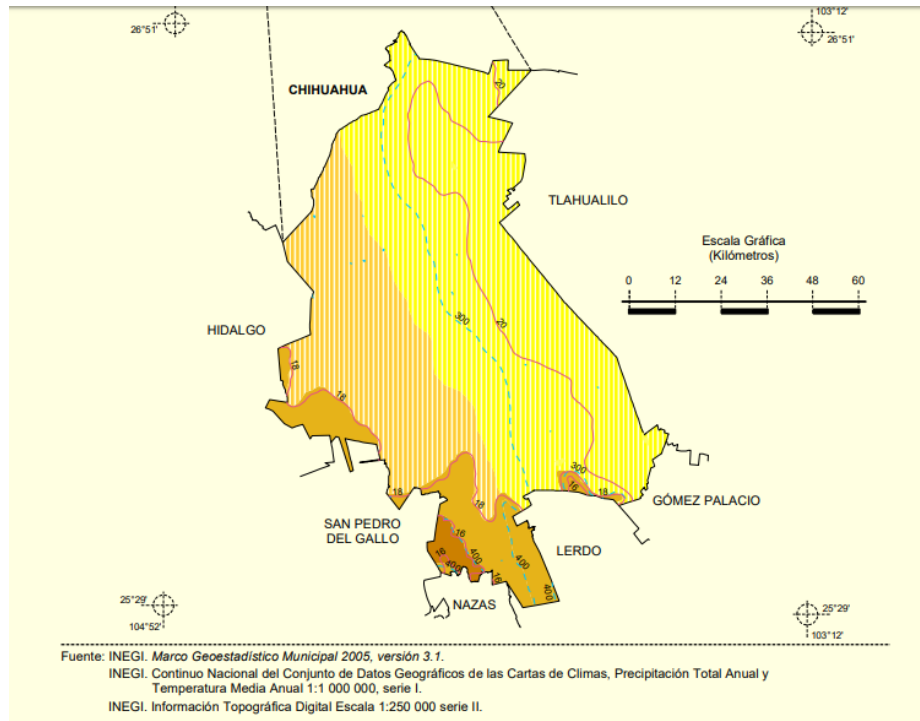 26°51'
103°12'
26°51'
CHIHUAHUA
20
TLAHUALILO
Escala Gráfica
(Kilómetros)
0 12 24 36 48 60
300
20
HIDALGO
18
18
300
16
18
18
18
GÓMEZ PALACIO
SAN PEDRO
DEL GALLO
16
400
16
400
16
400
400
LERDO
NAZAS
25°29'
104°52'
25°29'
103°12'
Fuente: INEGI. Marco Geoestadístico Municipal 2005, versión 3.1.
INEGI. Continuo Nacional del Conjunto de Datos Geográficos de las Cartas de Climas, Precipitación Total Anual y
Temperatura Media Anual 1:1 000 000, serie I.
INEGI. Información Topográfica Digital Escala 1:250 000 serie II.